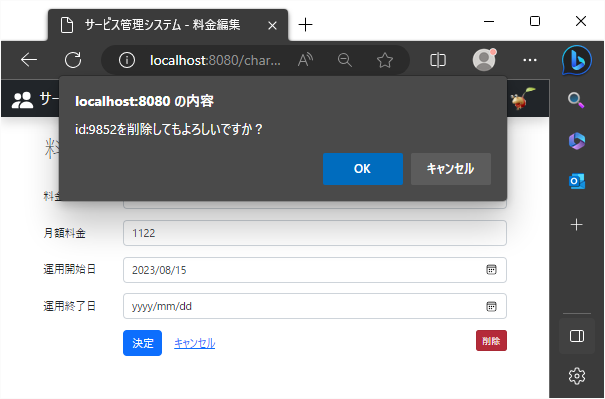 サービス管理システム - 料金編集
localhost:8080/char...
サー
localhost:8080 の内容
id:9852を削除してもよろしいですか？
OK キャンセル
料
料金
月額料金 1122
運用開始日 2023/08/15
運用終了日 yyyy/mm/dd
決定 キャンセル 削除